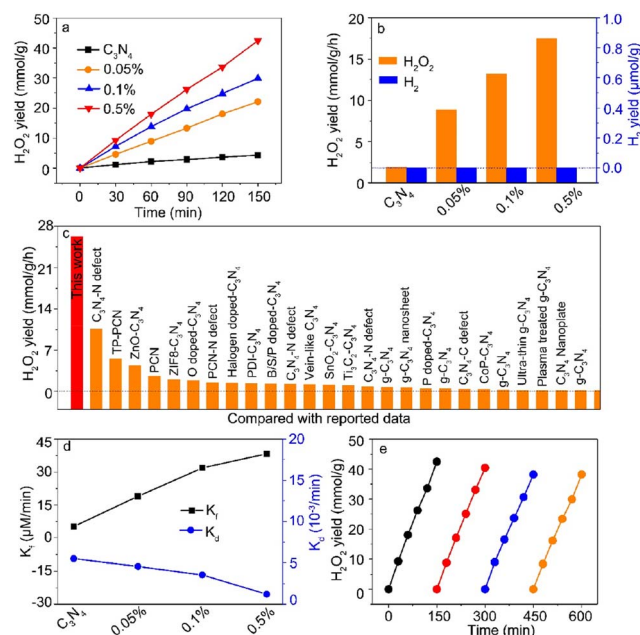 a
H₂O₂ yield (mmol/g)
50
40
30
20
10
0
C₃N₄
0.05%
0.1%
0.5%
0 30 60 90 120 150
Time (min)
b
H₂O₂ yield (mmol/g/h)
20
15
10
5
0
H₂O₂
H₂
1.0
0.8
0.6
0.4
0.2
0.0
H₂ yield (μmol/g)
C₃N₄ 0.05% 0.1% 0.5%
c
H₂O₂ yield (mmol/g/h)
28
21
14
7
0
This work
C₃N₄-N defect
TP-PCN
ZnO-C₃N₄
PCN
ZIF8-C₃N₄
O doped-C₃N₄
PCN-N defect
Halogen doped-C₃N₄
PDI-C₃N₄
B/S/P doped-C₃N₄
C₃N₄-N defect
Vein-like C₃N₄
SnO₂-C₃N₄
Ti₃C₂-C₃N₄
C₃N₄-N defect
g-C₃N₄
g-C₃N₄ nanosheet
P doped-C₃N₄
g-C₃N₄
C₃N₄-C defect
CoP-C₃N₄
g-C₃N₄
Ultra-thin g-C₃N₄
Plasma treated g-C₃N₄
C₃N₄ Nanoplate
g-C₃N₄
Compared with reported data
d
K_f (μM/min)
45
30
15
0
-15
-30
K_f
K_d
20
15
10
5
0
K_d (10⁻³/min)
C₃N₄ 0.05% 0.1% 0.5%
e
H₂O₂ yield (mmol/g)
50
40
30
20
10
0
0 150 300 450 600
Time (min)